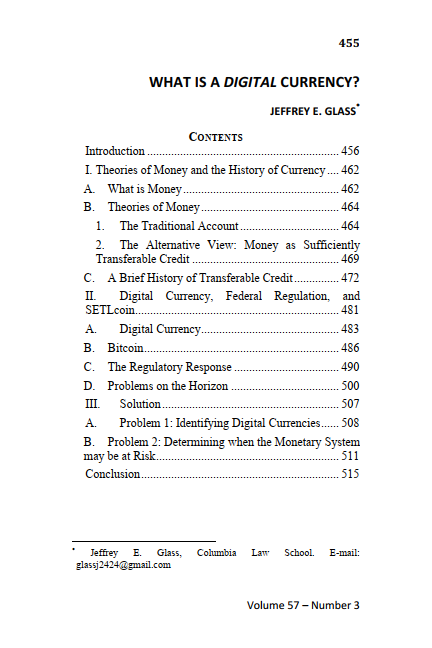 455
WHAT IS A DIGITAL CURRENCY?
JEFFREY E. GLASS*
CONTENTS
Introduction ................................................................ 456
I. Theories of Money and the History of Currency .... 462
A. What is Money .................................................... 462
B. Theories of Money .............................................. 464
1. The Traditional Account ................................. 464
2. The Alternative View: Money as Sufficiently
Transferable Credit ................................................. 469
C. A Brief History of Transferable Credit ............... 472
II. Digital Currency, Federal Regulation, and
SETLcoin .................................................................... 481
A. Digital Currency .............................................. 483
B. Bitcoin ................................................................. 486
C. The Regulatory Response ................................... 490
D. Problems on the Horizon .................................... 500
III. Solution ........................................................... 507
A. Problem 1: Identifying Digital Currencies ...... 508
B. Problem 2: Determining when the Monetary System
may be at Risk ............................................................. 511
Conclusion .................................................................. 515
* Jeffrey E. Glass, Columbia Law School. E-mail:
glassj2424@gmail.com
Volume 57 – Number 3